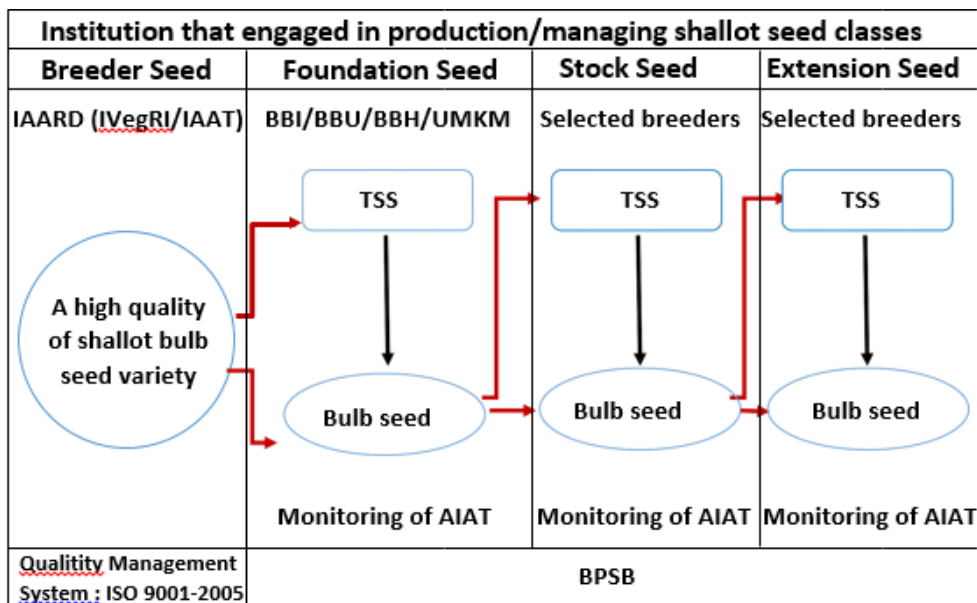 Institution that engaged in production/managing shallot seed classes
Breeder Seed
Foundation Seed
Stock Seed
Extension Seed
IAARD (IVegRI/IAAT)
BBI/BBU/BBH/UMKM
Selected breeders
Selected breeders
TSS
TSS
TSS
A high quality
of shallot bulb
seed variety
Bulb seed
Bulb seed
Bulb seed
Monitoring of AIAT
Monitoring of AIAT
Monitoring of AIAT
Qualitity Management
System : ISO 9001-2005
BPSB